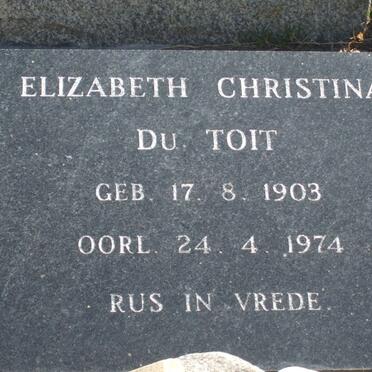 ELIZABETH CHRISTINA
DU TOIT
GEB. 17. 8. 1903
OORL. 24. 4. 1974
RUS IN VREDE.